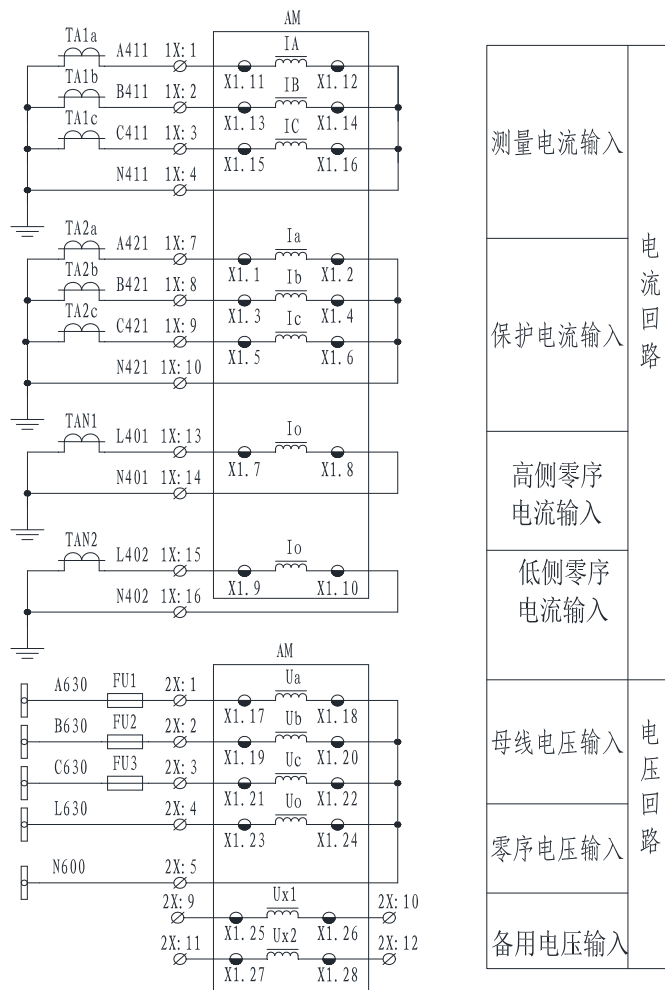 AM
TA1a A411 1X:1 IA
X1.11 X1.12
TA1b B411 1X:2 IB
X1.13 X1.14
TA1c C411 1X:3 IC
X1.15 X1.16
N411 1X:4
测量电流输入
TA2a A421 1X:7 Ia
X1.1 X1.2
TA2b B421 1X:8 Ib
X1.3 X1.4
TA2c C421 1X:9 Ic
X1.5 X1.6
N421 1X:10
保护电流输入
电流回路
TAN1 L401 1X:13 Io
X1.7 X1.8
N401 1X:14
高侧零序
电流输入
TAN2 L402 1X:15 Io
X1.9 X1.10
N402 1X:16
低侧零序
电流输入
AM
A630 FU1 2X:1 Ua
X1.17 X1.18
B630 FU2 2X:2 Ub
X1.19 X1.20
C630 FU3 2X:3 Uc
X1.21 X1.22
L630 2X:4 Uo
X1.23 X1.24
N600 2X:5
母线电压输入
电压回路
零序电压输入
2X:9 Ux1 2X:10
X1.25 X1.26
2X:11 Ux2 2X:12
X1.27 X1.28
备用电压输入